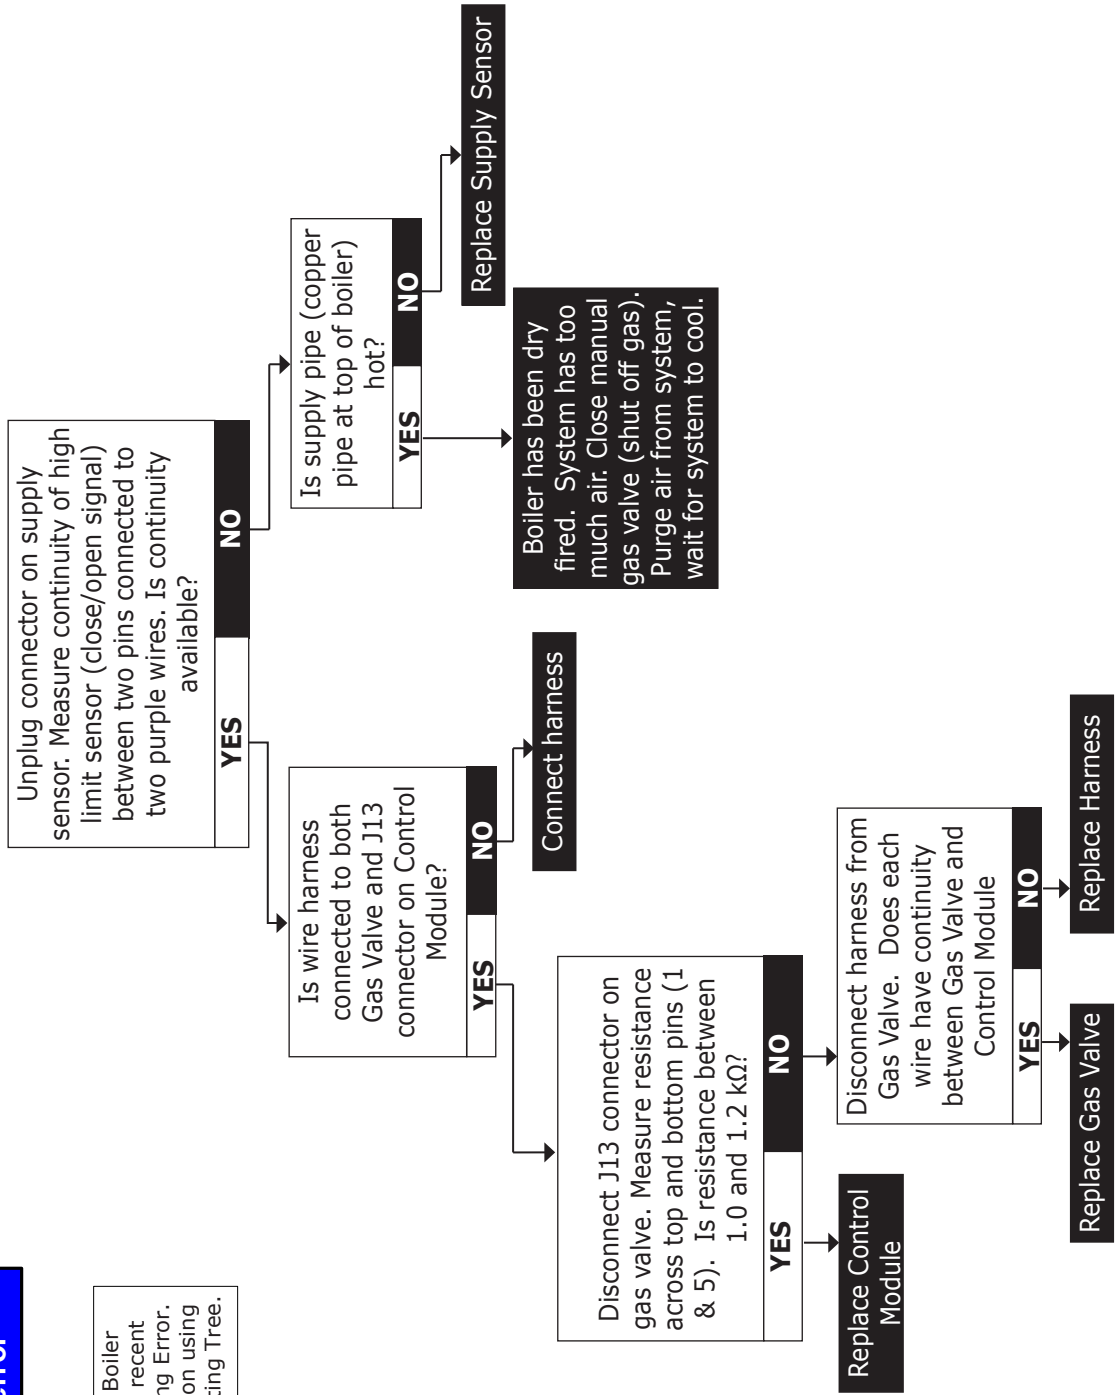 Unplug connector on supply
sensor. Measure continuity of high
limit sensor (close/open signal)
between two pins connected to
two purple wires. Is continuity
available?
YES
NO
Is wire harness
connected to both
Gas Valve and J13
connector on Control
Module?
YES
NO
Is supply pipe (copper
pipe at top of boiler)
hot?
YES
NO
Replace Supply Sensor
Boiler has been dry
fired. System has too
much air. Close manual
gas valve (shut off gas).
Purge air from system,
wait for system to cool.
Connect harness
Disconnect J13 connector on
gas valve. Measure resistance
across top and bottom pins (1
& 5). Is resistance between
1.0 and 1.2 kΩ?
YES
NO
Replace Control
Module
Disconnect harness from
Gas Valve. Does each
wire have continuity
between Gas Valve and
Control Module
YES
NO
Replace Gas Valve
Replace Harness
Boiler
recent
Error.
on using
Tree.